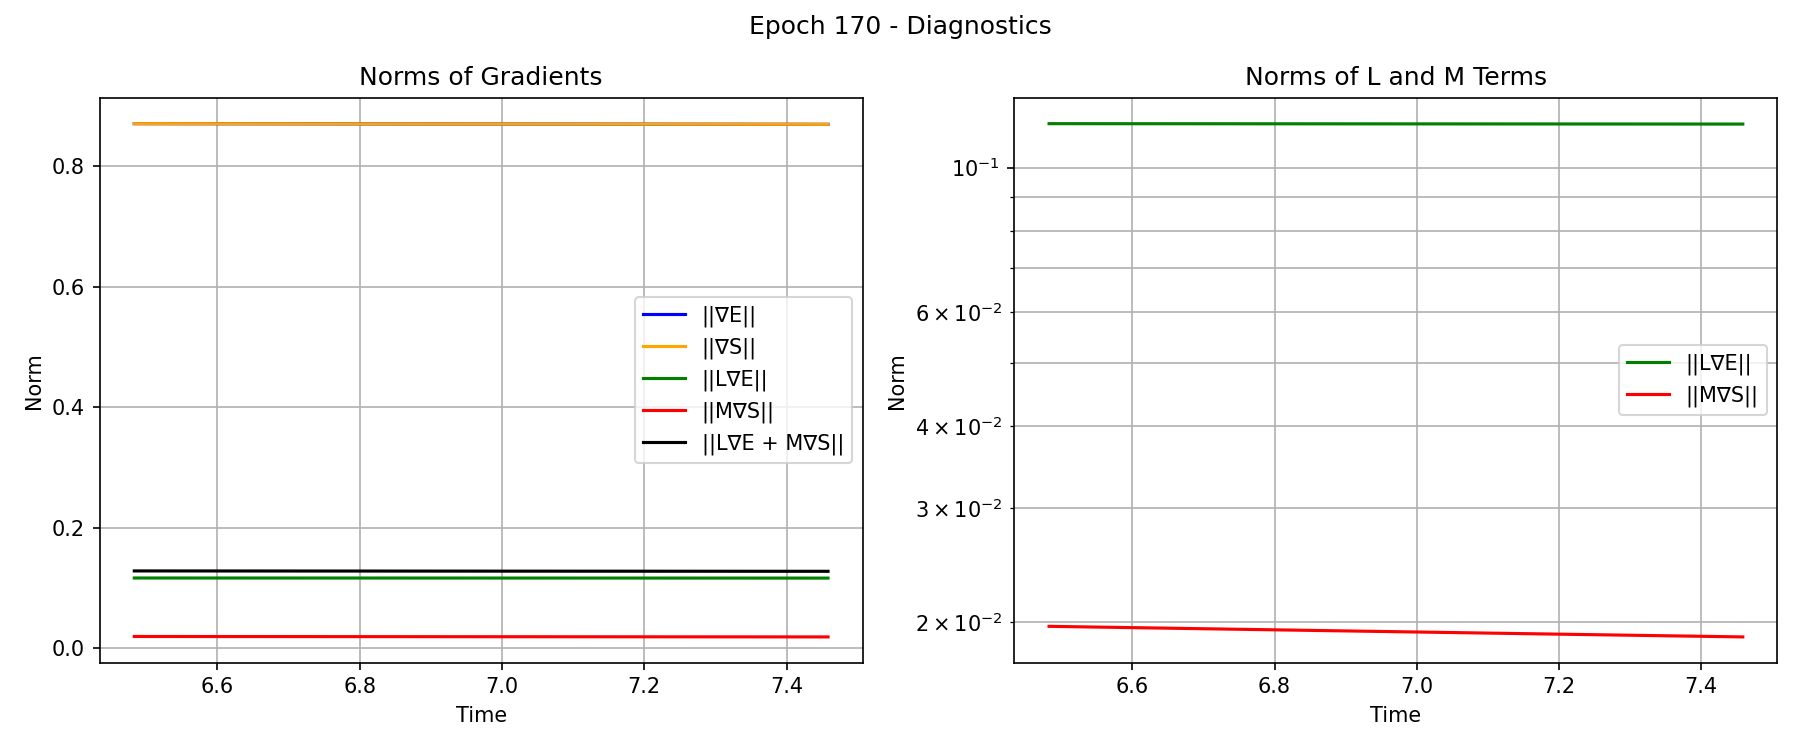 Epoch 170 - Diagnostics
Norms of Gradients
Norm
0.8
0.6
0.4
0.2
0.0
6.6 6.8 7.0 7.2 7.4
Time
||∇E||
||∇S||
||L∇E||
||M∇S||
||L∇E + M∇S||
Norms of L and M Terms
Norm
10⁻¹
6 × 10⁻²
4 × 10⁻²
3 × 10⁻²
2 × 10⁻²
6.6 6.8 7.0 7.2 7.4
Time
||L∇E||
||M∇S||